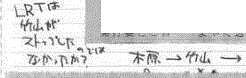 LRTは
竹山が
ストップした
のでは
なかったか?
本原 → 竹山 →